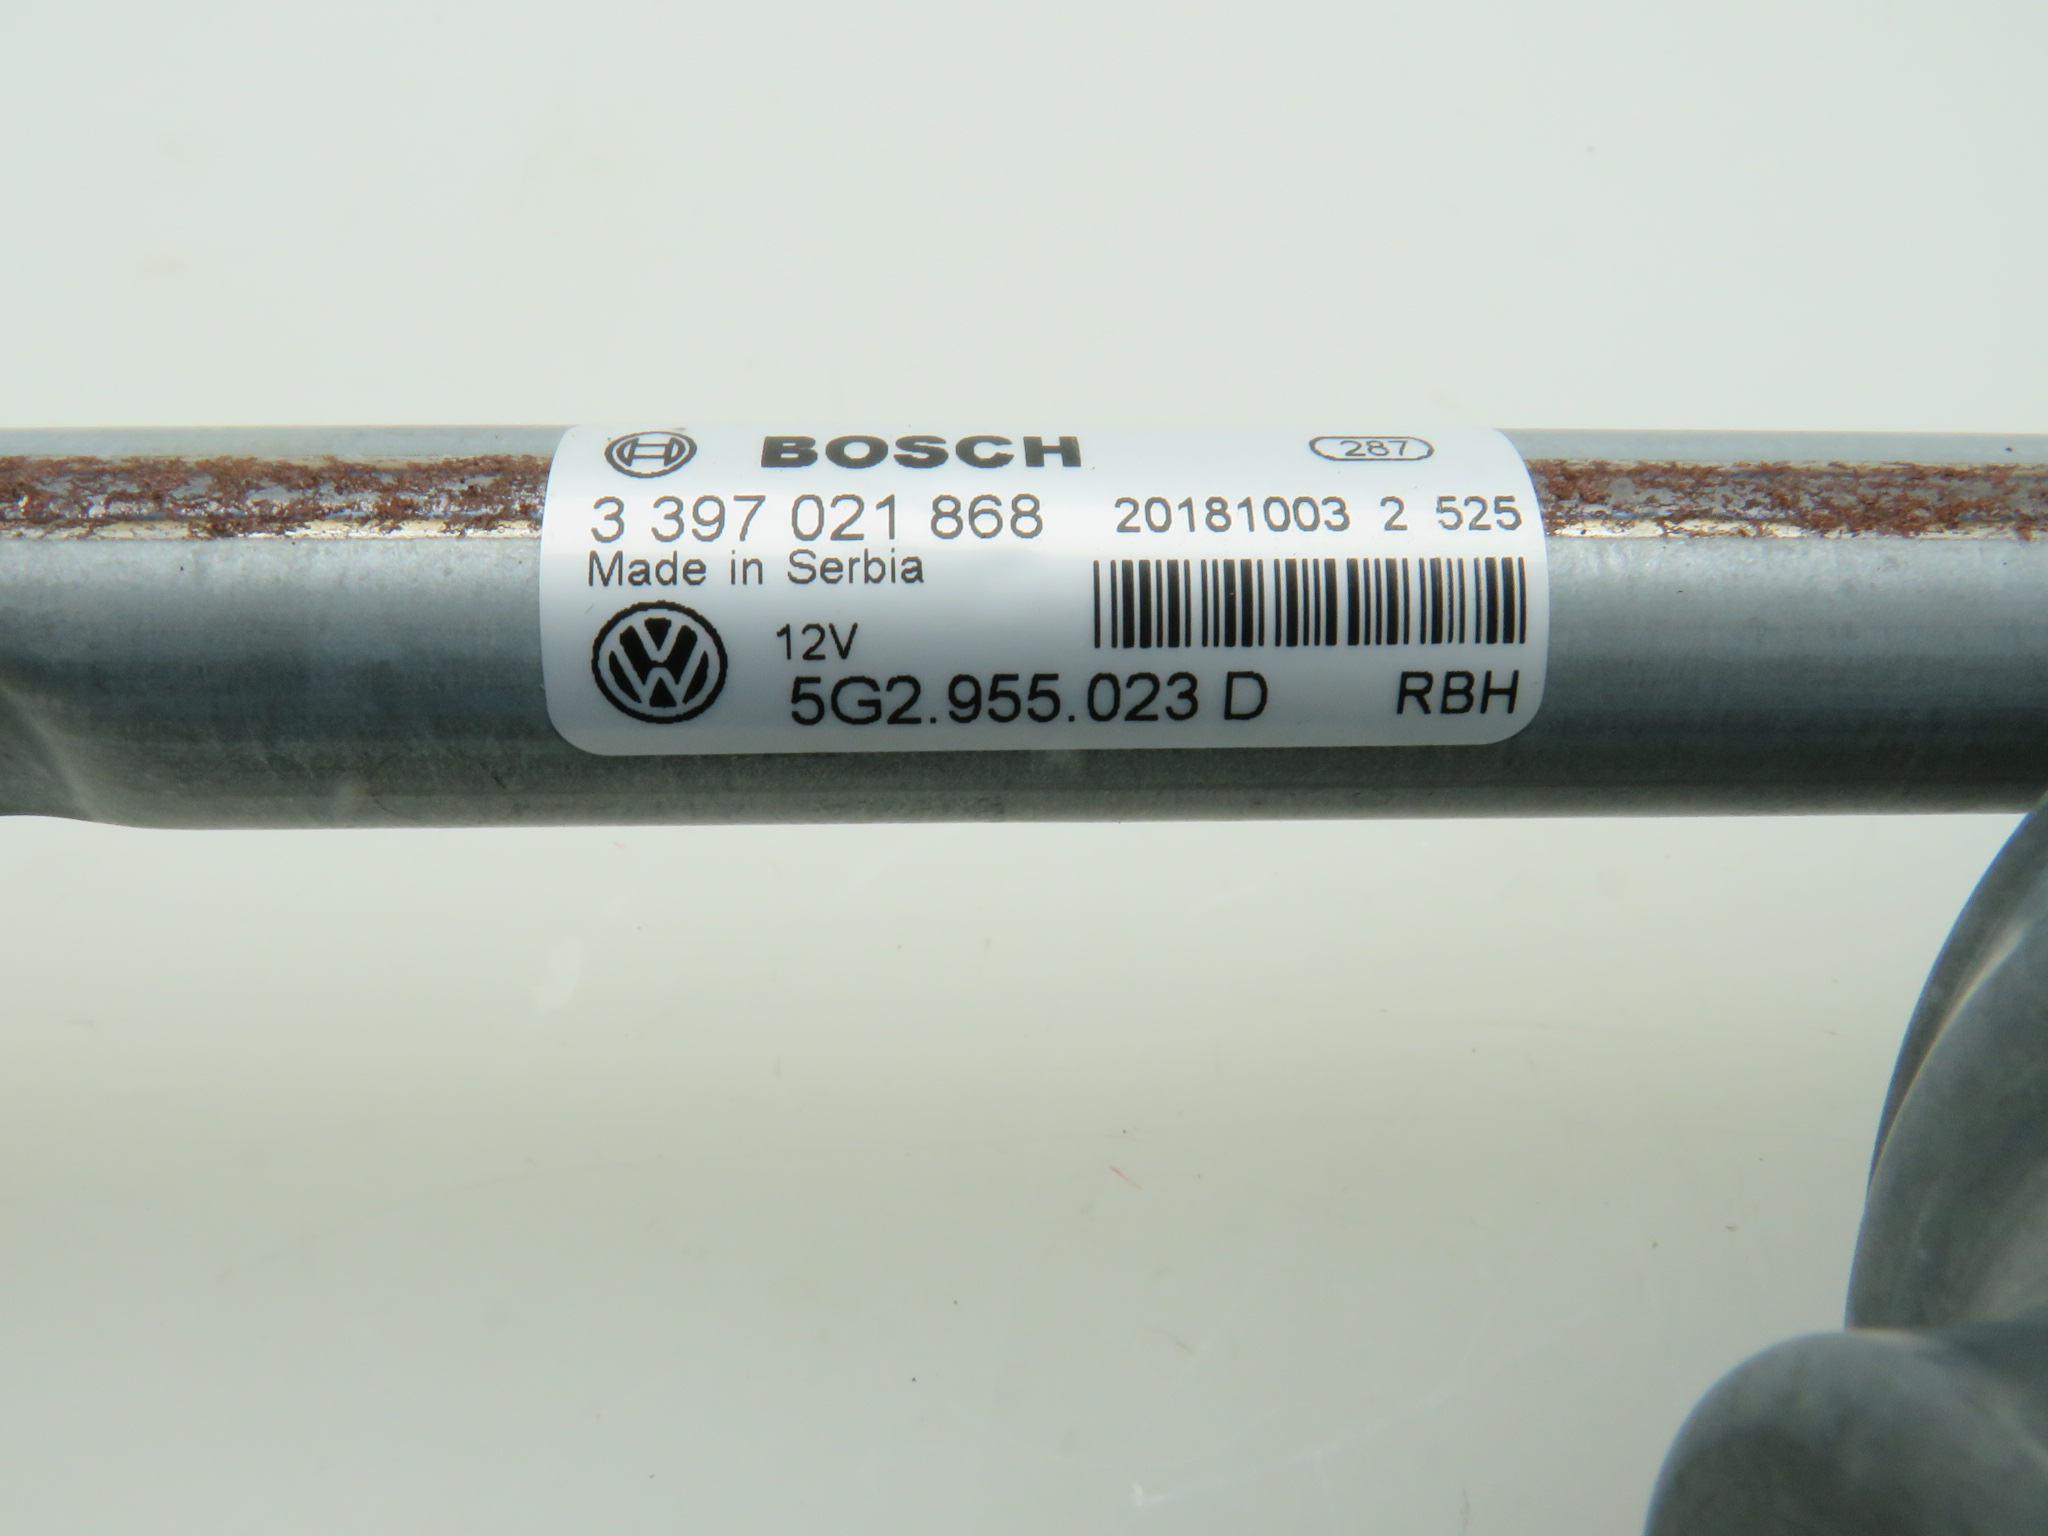 BOSCH 287
3 397 021 868 20181003 2 525
Made in Serbia
12V
5G2.955.023 D RBH